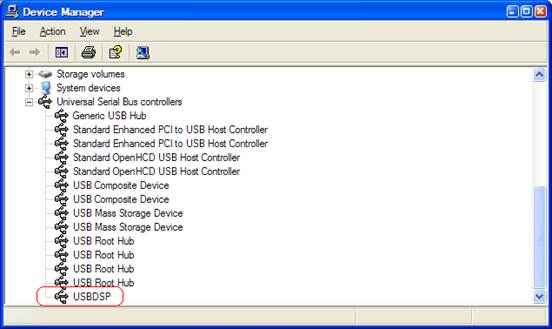 Device Manager
File Action View Help
Storage volumes
System devices
Universal Serial Bus controllers
Generic USB Hub
Standard Enhanced PCI to USB Host Controller
Standard Enhanced PCI to USB Host Controller
Standard OpenHCD USB Host Controller
Standard OpenHCD USB Host Controller
USB Composite Device
USB Composite Device
USB Mass Storage Device
USB Mass Storage Device
USB Root Hub
USB Root Hub
USB Root Hub
USB Root Hub
USBDSP